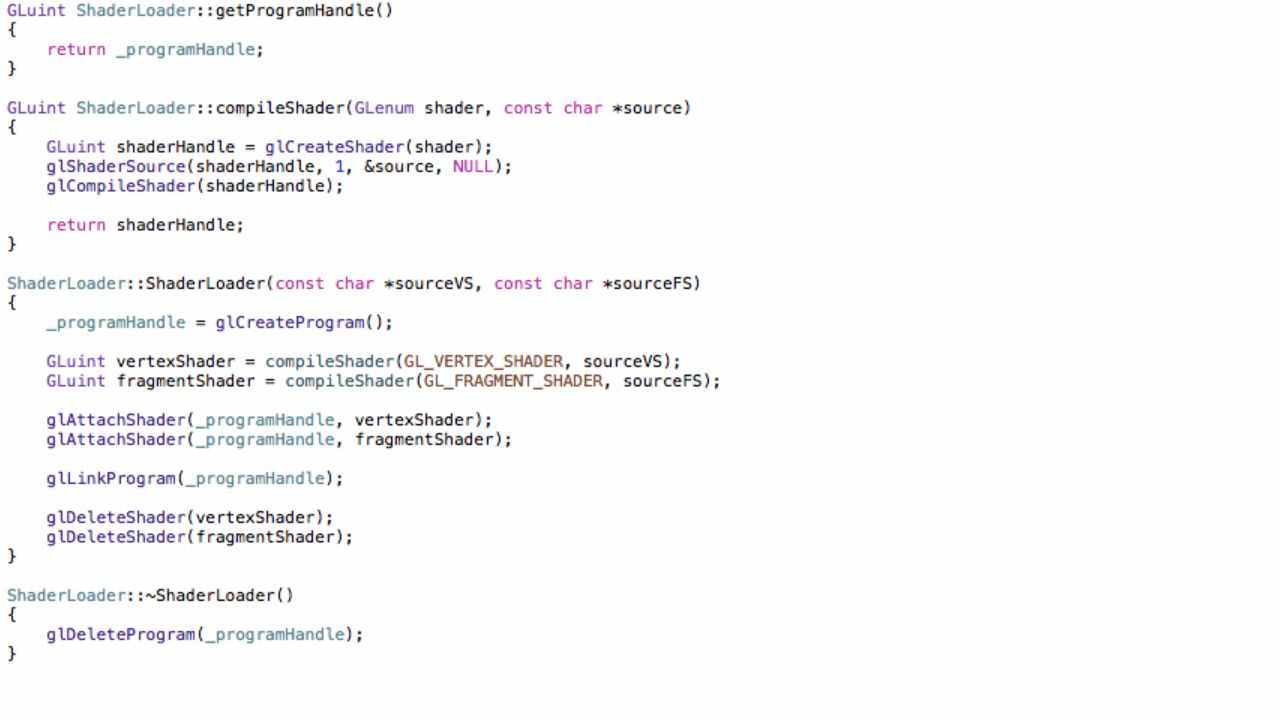 GLuint ShaderLoader::getProgramHandle()
{
    return _programHandle;
}

GLuint ShaderLoader::compileShader(GLenum shader, const char *source)
{
    GLuint shaderHandle = glCreateShader(shader);
    glShaderSource(shaderHandle, 1, &source, NULL);
    glCompileShader(shaderHandle);

    return shaderHandle;
}

ShaderLoader::ShaderLoader(const char *sourceVS, const char *sourceFS)
{
    _programHandle = glCreateProgram();

    GLuint vertexShader = compileShader(GL_VERTEX_SHADER, sourceVS);
    GLuint fragmentShader = compileShader(GL_FRAGMENT_SHADER, sourceFS);

    glAttachShader(_programHandle, vertexShader);
    glAttachShader(_programHandle, fragmentShader);

    glLinkProgram(_programHandle);

    glDeleteShader(vertexShader);
    glDeleteShader(fragmentShader);
}

ShaderLoader::~ShaderLoader()
{
    glDeleteProgram(_programHandle);
}